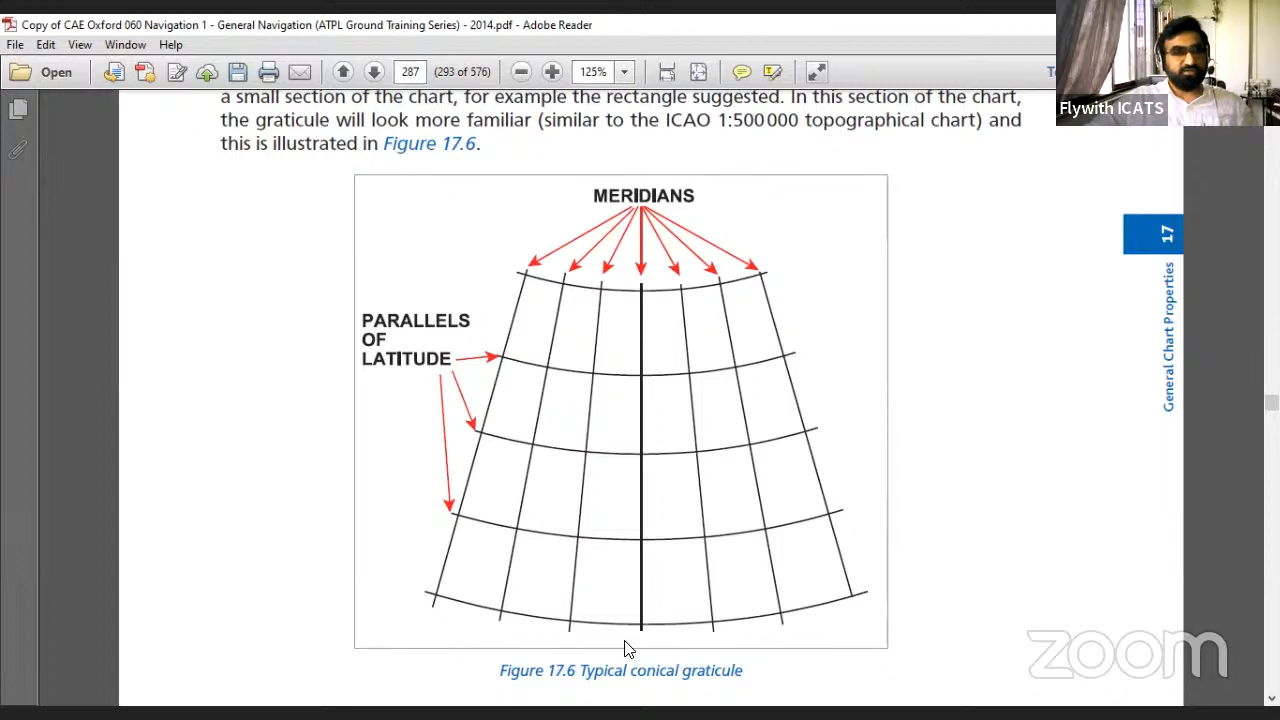 Copy of CAE Oxford 060 Navigation 1 - General Navigation (ATPL Ground Training Series) - 2014.pdf - Adobe Reader
File Edit View Window Help
Open 287 (293 of 576) 125%
Flywith ICATS
a small section of the chart, for example the rectangle suggested. In this section of the chart,
the graticule will look more familiar (similar to the ICAO 1:500 000 topographical chart) and
this is illustrated in Figure 17.6.
MERIDIANS
PARALLELS
OF
LATITUDE
17
General Chart Properties
Figure 17.6 Typical conical graticule
zoom